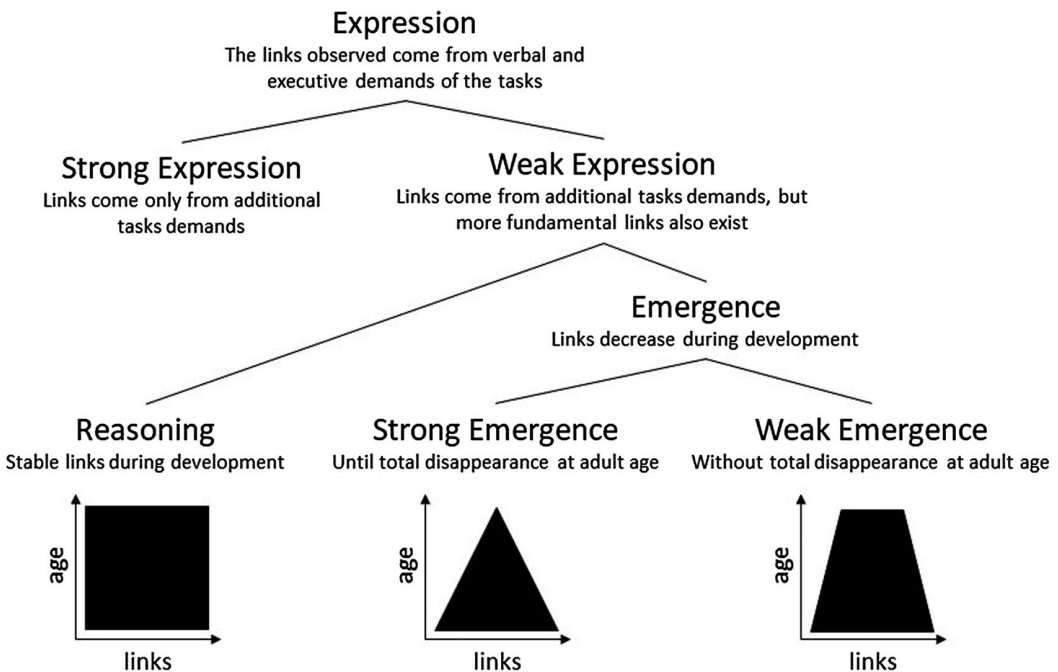 Expression
The links observed come from verbal and
executive demands of the tasks
Strong Expression
Links come only from additional
tasks demands
Weak Expression
Links come from additional tasks demands, but
more fundamental links also exist
Emergence
Links decrease during development
Reasoning
Stable links during development
Strong Emergence
Until total disappearance at adult age
Weak Emergence
Without total disappearance at adult age
age
links
age
links
age
links